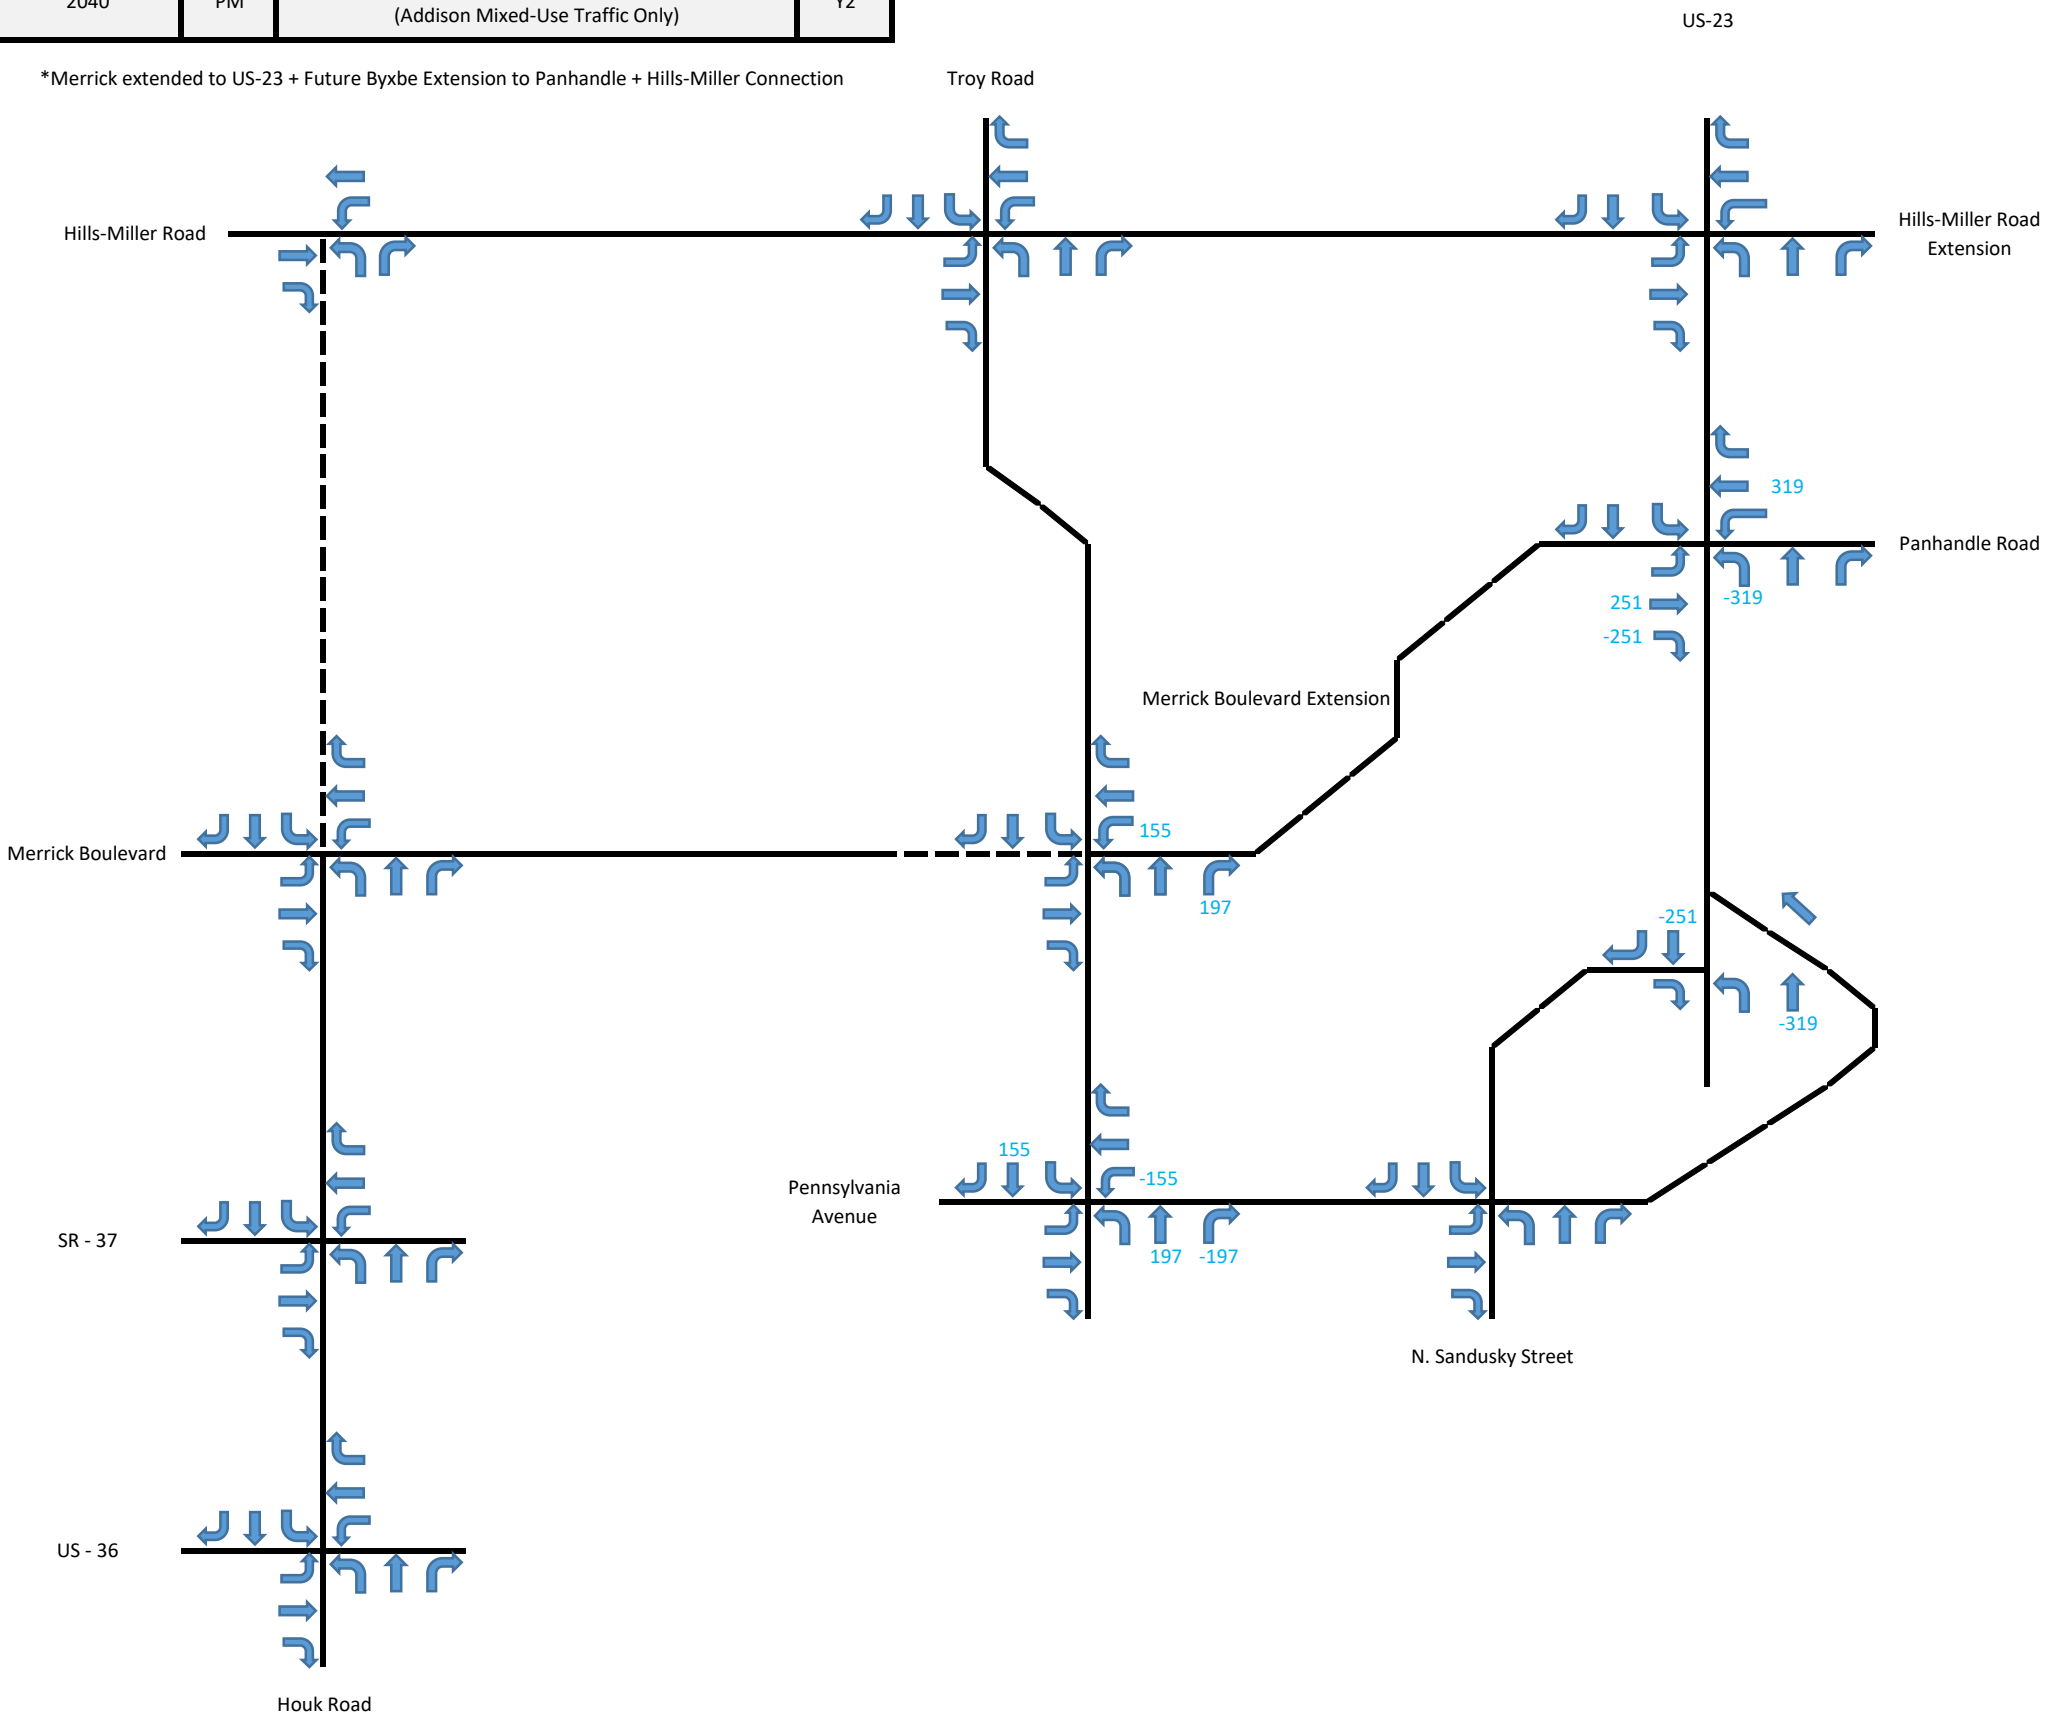 2040 PM Y2
(Addison Mixed-Use Traffic Only)
US-23
*Merrick extended to US-23 + Future Byxbe Extension to Panhandle + Hills-Miller Connection
Troy Road
Hills-Miller Road
Hills-Miller Road
Extension
319
Panhandle Road
-319
251
-251
Merrick Boulevard Extension
155
Merrick Boulevard
197
-251
-319
155
-155
Pennsylvania
Avenue
197 -197
SR - 37
N. Sandusky Street
US - 36
Houk Road